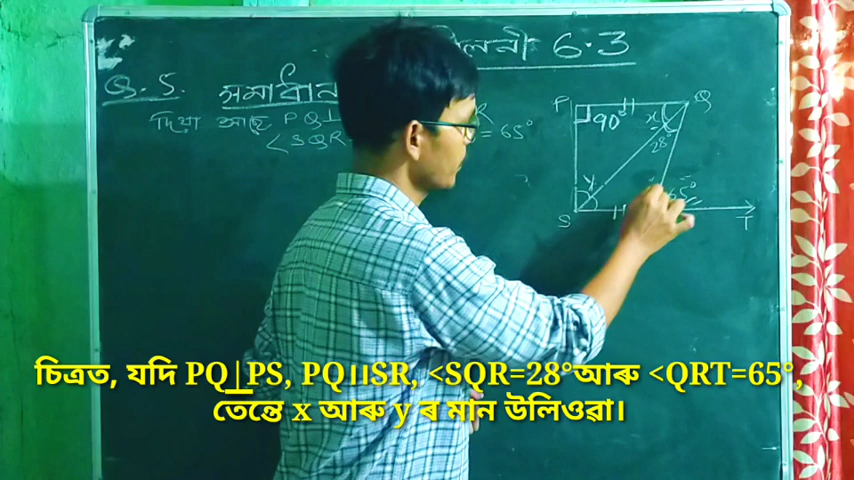 লনী 6.3
Q. 5. সমাধান
দিয়া আছে PQ⊥ R
<SQR = 65°
P Q
90° x
28°
y 65°
S T
চিত্ৰত, যদি PQ|PS, PQ।।SR, <SQR=28°আৰু <QRT=65°,
তেন্তে x আৰু y ৰ মান উলিওৱা।